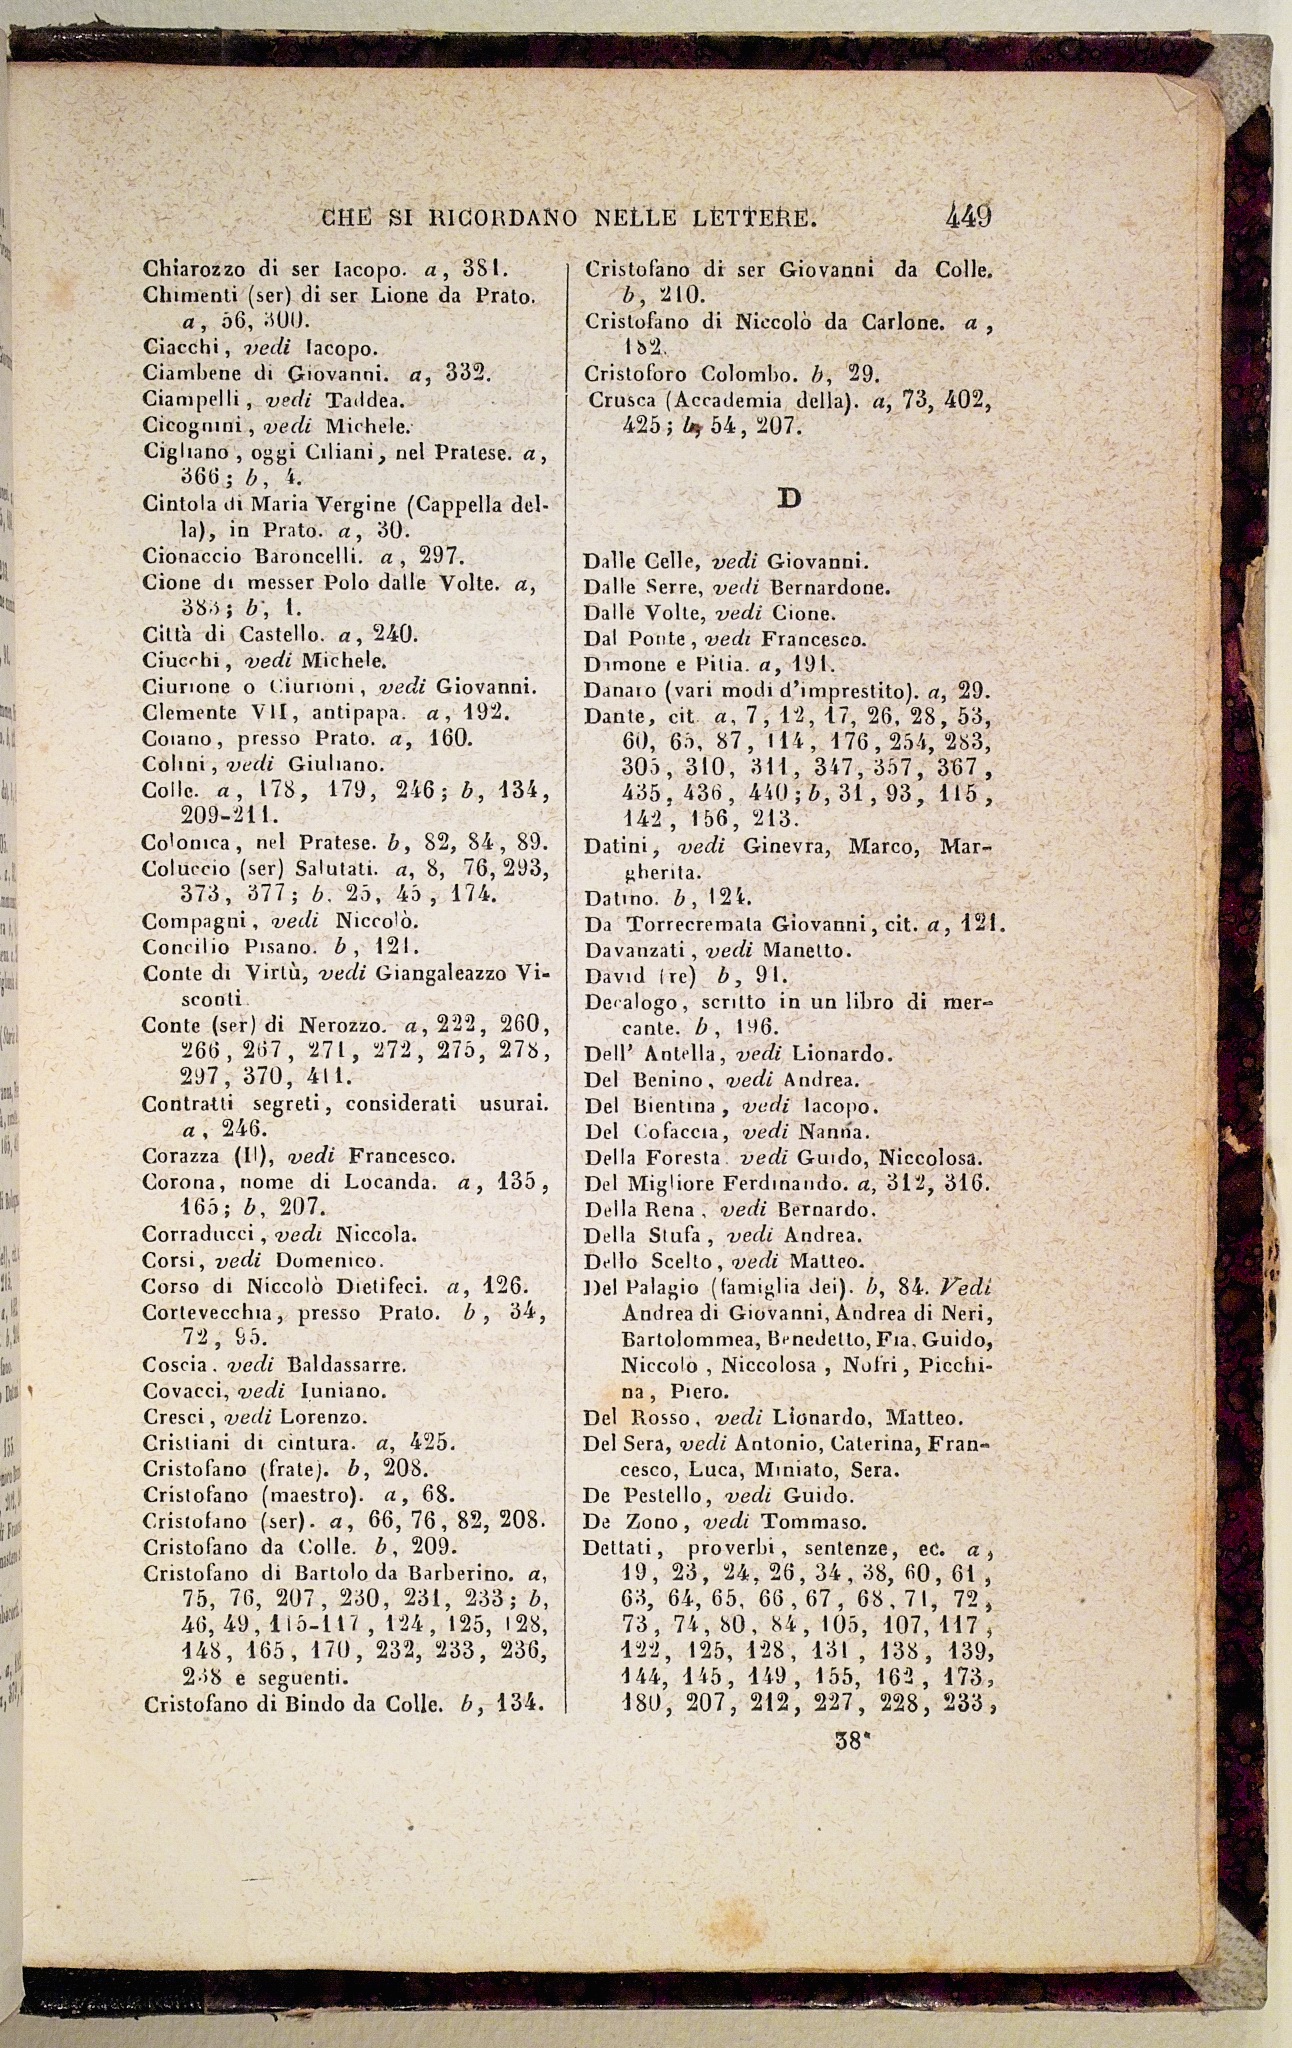 CHE SI RICORDANO NELLE LETTERE. 449
Chiarozzo di ser Iacopo. a, 381.
Chimenti (ser) di ser Lione da Prato.
a, 56, 300.
Ciacchi, vedi Iacopo.
Ciambene di Giovanni. a, 332.
Ciampelli, vedi Taddea.
Cicognini, vedi Michele.
Cigliano, oggi Ciliani, nel Pratese. a,
366; b, 4.
Cintola di Maria Vergine (Cappella del-
la), in Prato. a, 30.
Cionaccio Baroncelli. a, 297.
Cione di messer Polo dalle Volte. a,
383; b, 1.
Città di Castello. a, 240.
Ciucchi, vedi Michele.
Ciurione o Ciurioni, vedi Giovanni.
Clemente VII, antipapa. a, 192.
Coiano, presso Prato. a, 160.
Colini, vedi Giuliano.
Colle. a, 178, 179, 246; b, 134,
209-211.
Colonica, nel Pratese. b, 82, 84, 89.
Coluccio (ser) Salutati. a, 8, 76, 293,
373, 377; b. 25, 45, 174.
Compagni, vedi Niccolò.
Concilio Pisano. b, 121.
Conte di Virtù, vedi Giangaleazzo Vi-
sconti.
Conte (ser) di Nerozzo. a, 222, 260,
266, 267, 271, 272, 275, 278,
297, 370, 411.
Contratti segreti, considerati usurai.
a, 246.
Corazza (Il), vedi Francesco.
Corona, nome di Locanda. a, 135,
165; b, 207.
Corraducci, vedi Niccola.
Corsi, vedi Domenico.
Corso di Niccolò Dietifeci. a, 126.
Cortevecchia, presso Prato. b, 34,
72, 95.
Coscia. vedi Baldassarre.
Covacci, vedi Iuniano.
Cresci, vedi Lorenzo.
Cristiani di cintura. a, 425.
Cristofano (frate). b, 208.
Cristofano (maestro). a, 68.
Cristofano (ser). a, 66, 76, 82, 208.
Cristofano da Colle. b, 209.
Cristofano di Bartolo da Barberino. a,
75, 76, 207, 230, 231, 233; b,
46, 49, 115-117, 124, 125, 128,
148, 165, 170, 232, 233, 236,
238 e seguenti.
Cristofano di Bindo da Colle. b, 134.
Cristofano di ser Giovanni da Colle.
b, 210.
Cristofano di Niccolò da Carlone. a,
182.
Cristoforo Colombo. b, 29.
Crusca (Accademia della). a, 73, 402,
425; b, 54, 207.
D
Dalle Celle, vedi Giovanni.
Dalle Serre, vedi Bernardone.
Dalle Volte, vedi Cione.
Dal Ponte, vedi Francesco.
Damone e Pitia. a, 191.
Danaro (vari modi d'imprestito). a, 29.
Dante, cit. a, 7, 12, 17, 26, 28, 53,
60, 65, 87, 114, 176, 254, 283,
305, 310, 311, 347, 357, 367,
435, 436, 440; b, 31, 93, 115,
142, 156, 213.
Datini, vedi Ginevra, Marco, Mar-
gherita.
Datino. b, 124.
Da Torrecremata Giovanni, cit. a, 121.
Davanzati, vedi Manetto.
David (re) b, 91.
Decalogo, scritto in un libro di mer-
cante. b, 196.
Dell' Antella, vedi Lionardo.
Del Benino, vedi Andrea.
Del Bientina, vedi Iacopo.
Del Cofaccia, vedi Nanna.
Della Foresta. vedi Guido, Niccolosa.
Del Migliore Ferdinando. a, 312, 316.
Della Rena, vedi Bernardo.
Della Stufa, vedi Andrea.
Dello Scelto, vedi Matteo.
Del Palagio (famiglia dei). b, 84. Vedi
Andrea di Giovanni, Andrea di Neri,
Bartolommea, Benedetto, Fia, Guido,
Niccolò, Niccolosa, Nofri, Picchi-
na, Piero.
Del Rosso, vedi Lionardo, Matteo.
Del Sera, vedi Antonio, Caterina, Fran-
cesco, Luca, Miniato, Sera.
De Pestello, vedi Guido.
De Zono, vedi Tommaso.
Dettati, proverbi, sentenze, ec. a,
19, 23, 24, 26, 34, 38, 60, 61,
63, 64, 65, 66, 67, 68, 71, 72,
73, 74, 80, 84, 105, 107, 117,
122, 125, 128, 131, 138, 139,
144, 145, 149, 155, 162, 173,
180, 207, 212, 227, 228, 233,
38*